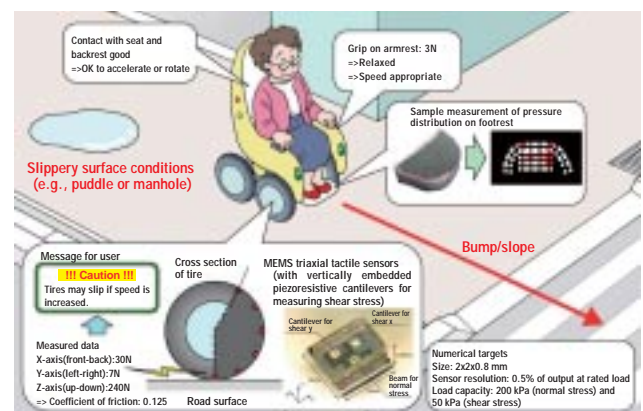 Contact with seat and
backrest good
=>OK to accelerate or rotate
Grip on armrest: 3N
=>Relaxed
=>Speed appropriate
Sample measurement of pressure
distribution on footrest
Slippery surface conditions
(e.g., puddle or manhole)
Bump/slope
Message for user
!!! Caution !!!
Tires may slip if speed is
increased.
Measured data
X-axis(front-back):30N
Y-axis(left-right):7N
Z-axis(up-down):240N
=> Coefficient of friction: 0.125
Cross section
of tire
Road surface
MEMS triaxial tactile sensors
(with vertically embedded
piezoresistive cantilevers for
measuring shear stress)
Cantilever for
shear y
Cantilever for
shear x
Beam for
normal
stress
Numerical targets
Size: 2x2x0.8 mm
Sensor resolution: 0.5% of output at rated load
Load capacity: 200 kPa (normal stress) and
50 kPa (shear stress)